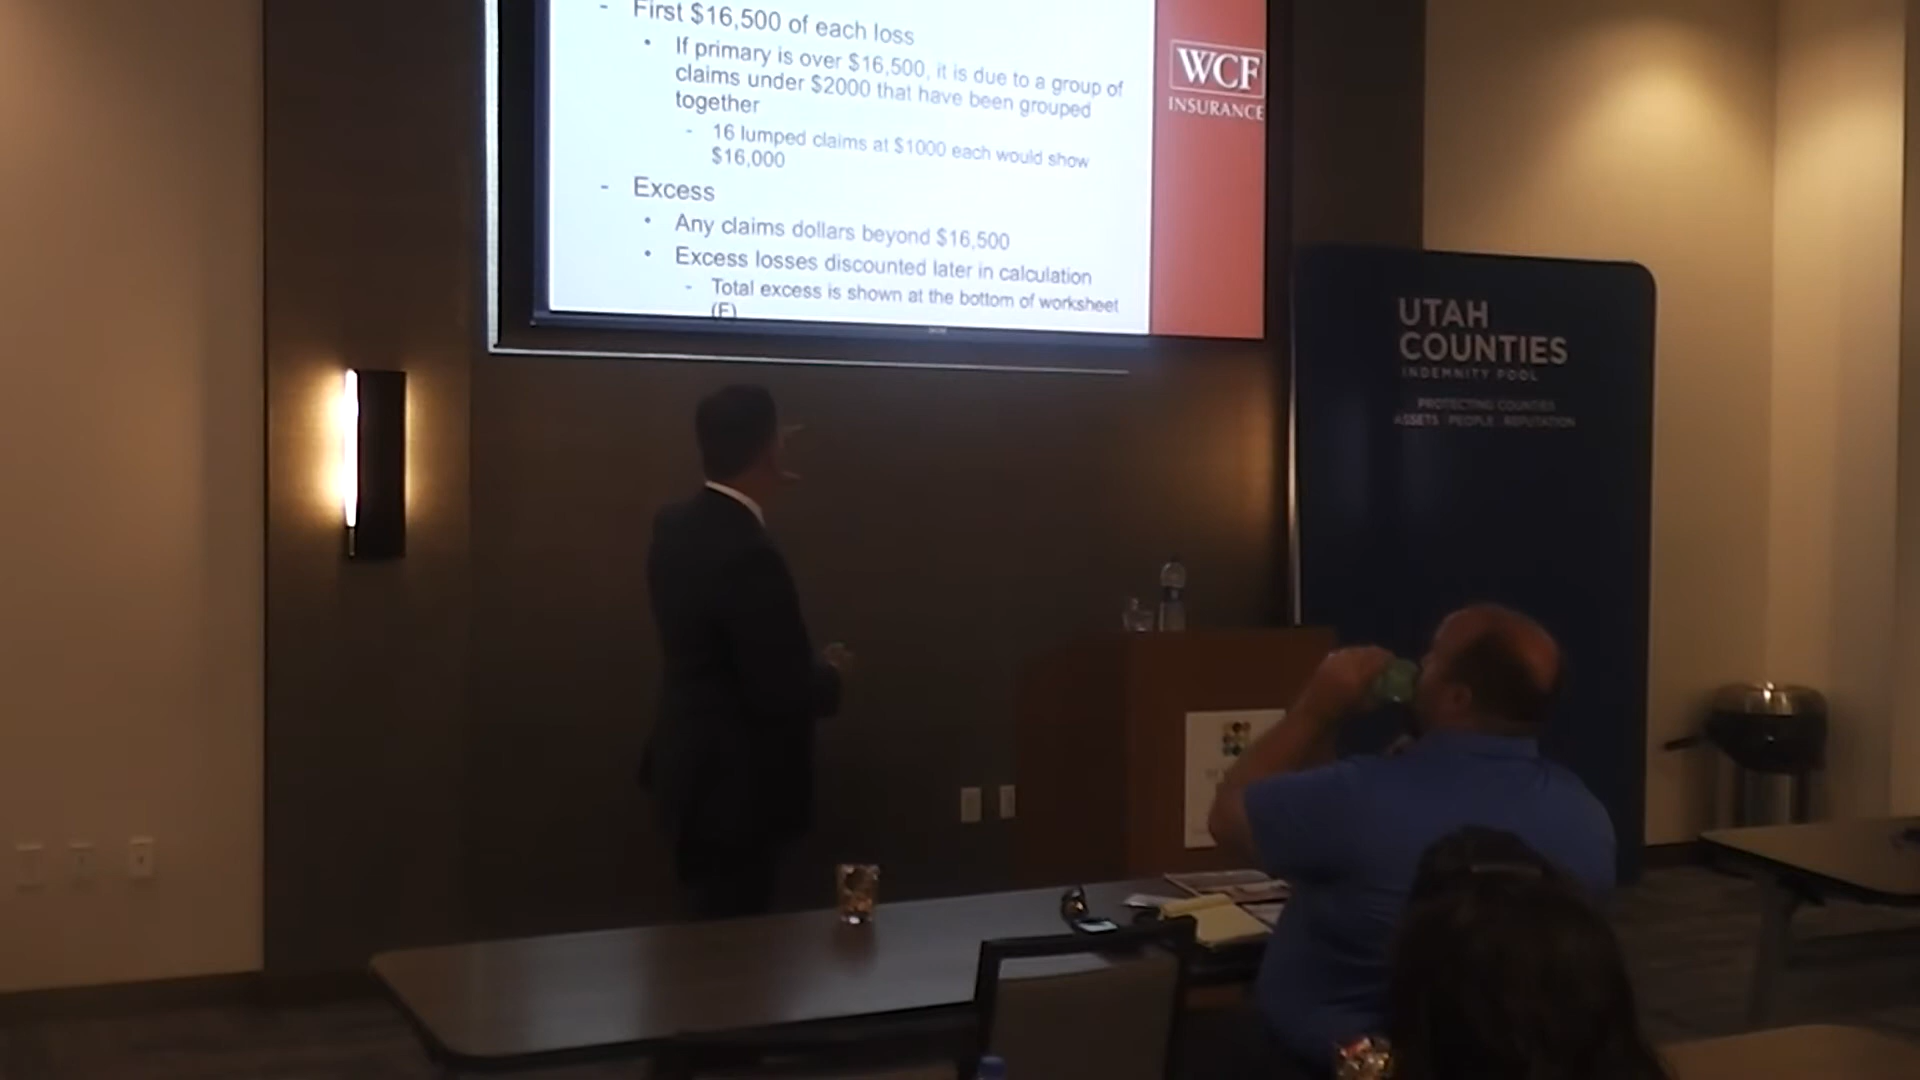 - First $16,500 of each loss
• If primary is over $16,500, it is due to a group of
claims under $2000 that have been grouped
together
- 16 lumped claims at $1000 each would show
$16,000
- Excess
• Any claims dollars beyond $16,500
• Excess losses discounted later in calculation
- Total excess is shown at the bottom of worksheet
(F)
WCF
INSURANCE
UTAH
COUNTIES
INDEMNITY POOL
PROTECTING COUNTIES
ASSETS PEOPLE REPUTATION